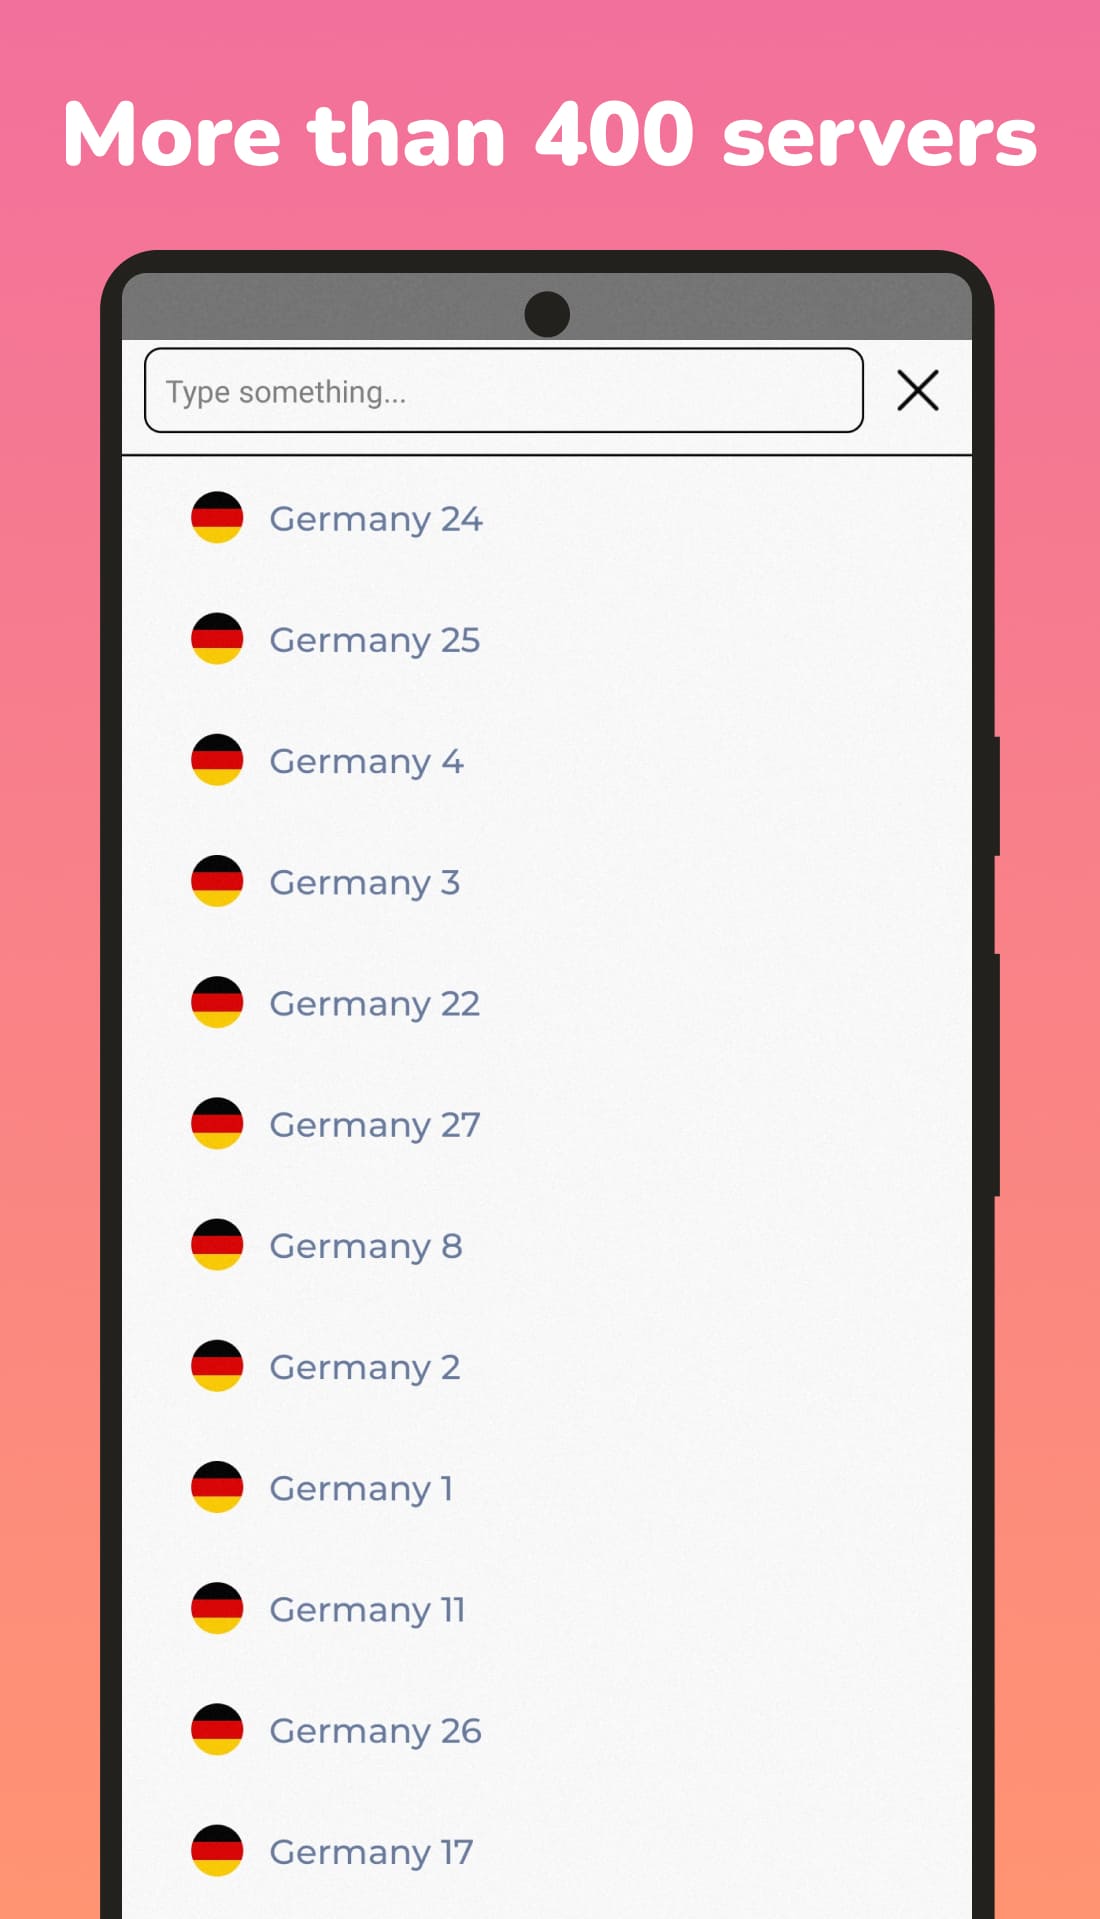 More than 400 servers
Type something...
Germany 24
Germany 25
Germany 4
Germany 3
Germany 22
Germany 27
Germany 8
Germany 2
Germany 1
Germany 11
Germany 26
Germany 17